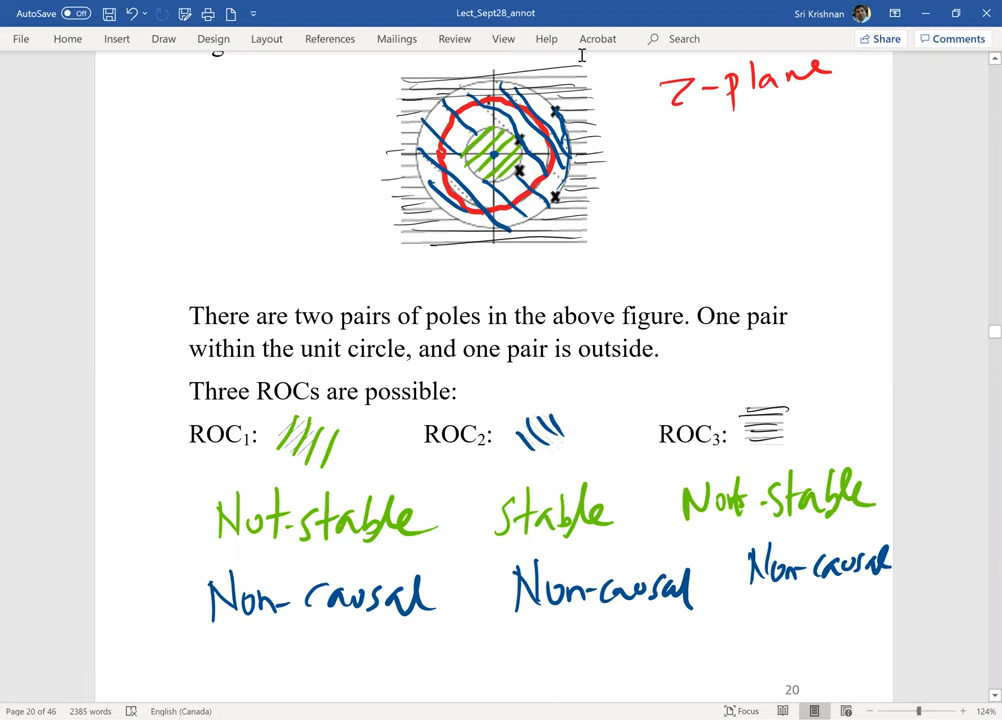 AutoSave Off Lect_Sept28_annot Sri Krishnan
File Home Insert Draw Design Layout References Mailings Review View Help Acrobat Search Share Comments
z-plane
There are two pairs of poles in the above figure. One pair
within the unit circle, and one pair is outside.
Three ROCs are possible:
ROC₁: ROC₂: ROC₃:
Not-stable Stable Not-stable
Non-causal Non-causal Non-causal
20
Page 20 of 46 2385 words English (Canada) Focus 124%